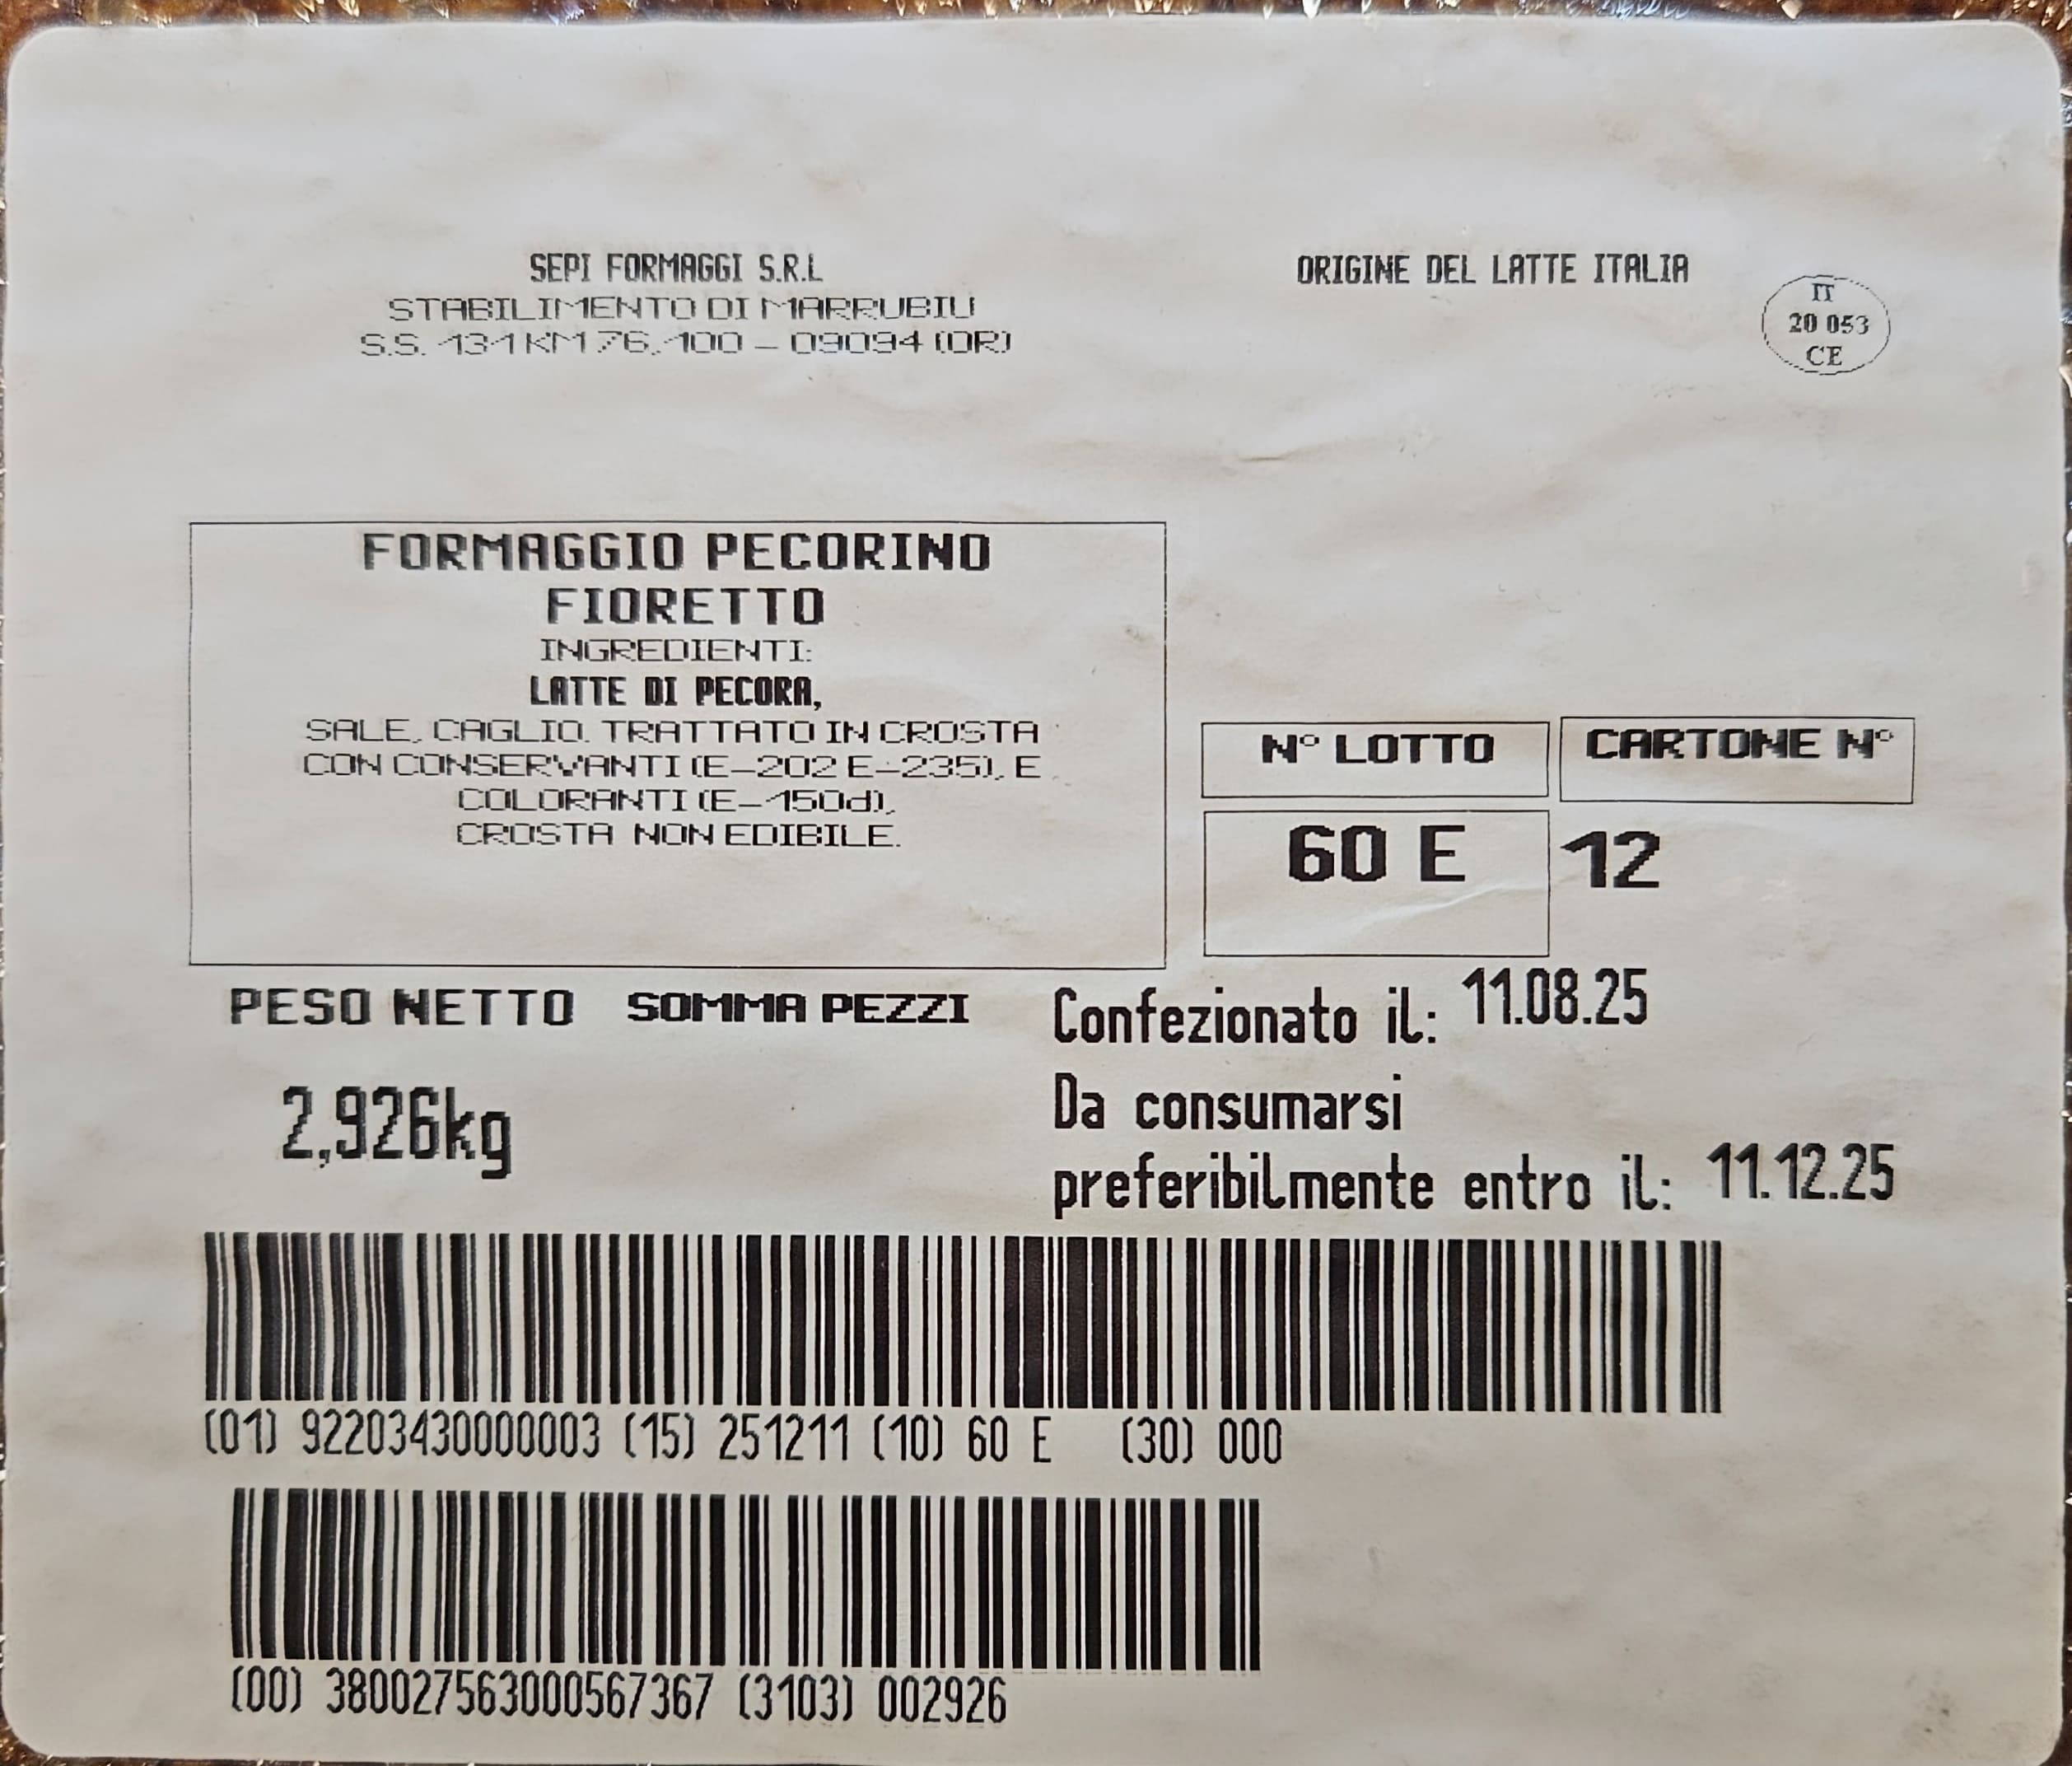 SEPI FORMAGGI S.R.L
STABILIMENTO DI MARRUBIU
S.S. 131 KM 76,100 – 09094 (OR)
ORIGINE DEL LATTE ITALIA
IT
20 053
CE
FORMAGGIO PECORINO
FIORETTO
INGREDIENTI:
LATTE DI PECORA,
SALE, CAGLIO. TRATTATO IN CROSTA
CON CONSERVANTI (E-202 E-235), E
COLORANTI (E-150d),
CROSTA NON EDIBILE.
N° LOTTO
CARTONE N°
60 E
12
PESO NETTO SOMMA PEZZI
2,926kg
Confezionato il: 11.08.25
Da consumarsi
preferibilmente entro il: 11.12.25
(01) 92203430000003 (15) 251211 (10) 60 E (30) 000
(00) 380027563000567367 (3103) 002926